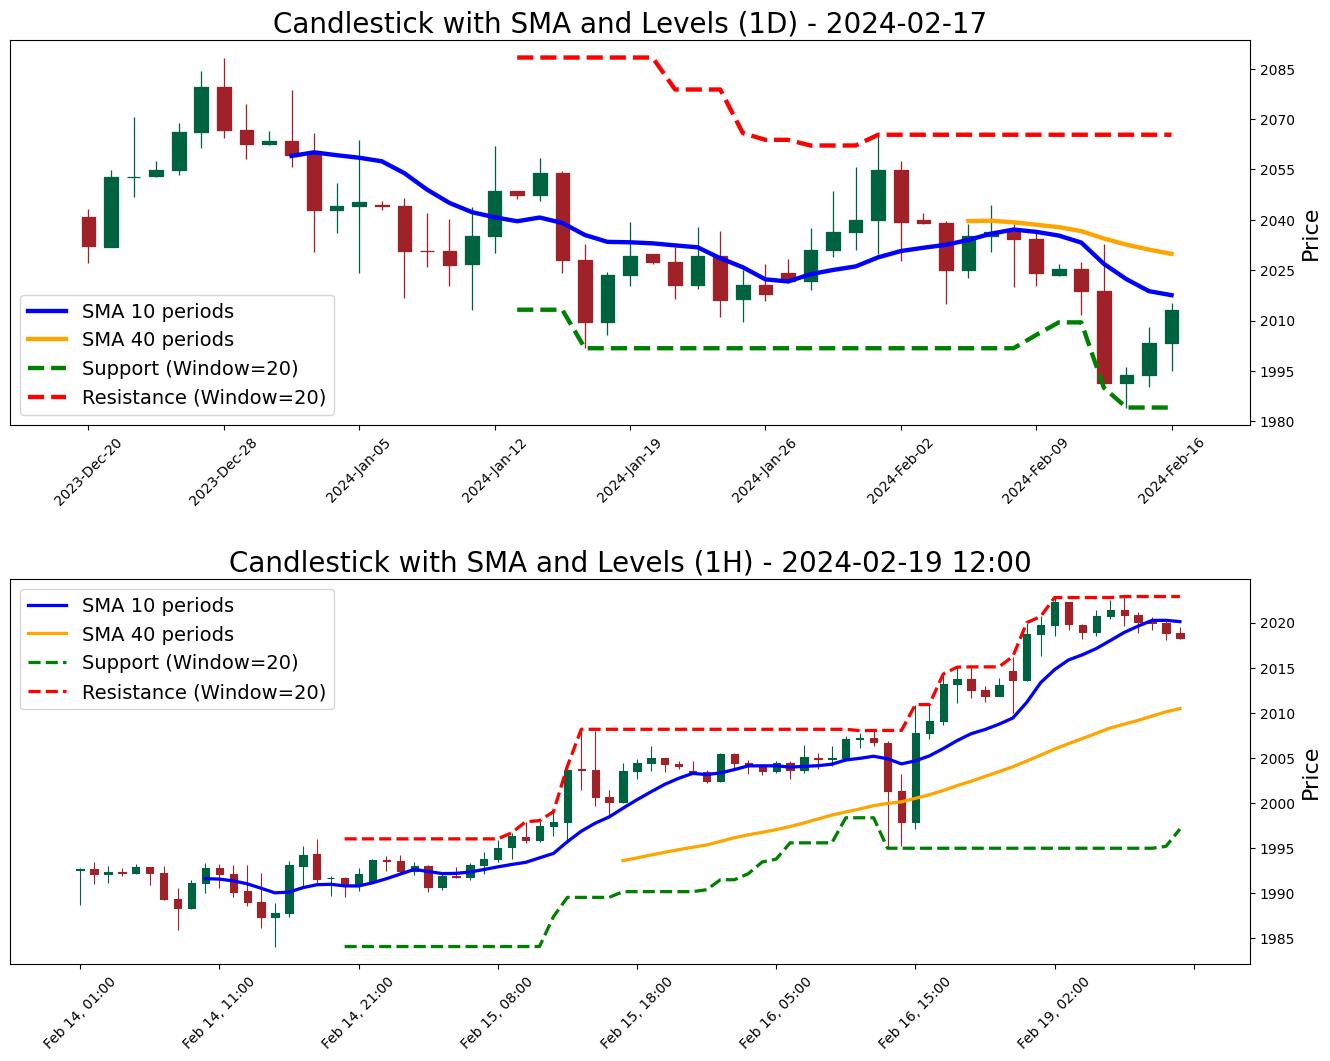 Candlestick with SMA and Levels (1D) - 2024-02-17
2085
2070
2055
2040
2025
2010
1995
1980
Price
SMA 10 periods
SMA 40 periods
Support (Window=20)
Resistance (Window=20)
2023-Dec-20
2023-Dec-28
2024-Jan-05
2024-Jan-12
2024-Jan-19
2024-Jan-26
2024-Feb-02
2024-Feb-09
2024-Feb-16
Candlestick with SMA and Levels (1H) - 2024-02-19 12:00
SMA 10 periods
SMA 40 periods
Support (Window=20)
Resistance (Window=20)
2020
2015
2010
2005
2000
1995
1990
1985
Price
Feb 14, 01:00
Feb 14, 11:00
Feb 14, 21:00
Feb 15, 08:00
Feb 15, 18:00
Feb 16, 05:00
Feb 16, 15:00
Feb 19, 02:00